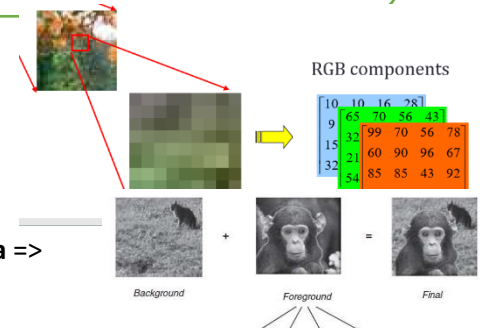 RGB components
10 10 16 28
9
15
32
65 70 56 43
32
21
54
99 70 56 78
60 90 96 67
85 85 43 92
a =>
+
=
Background
Foreground
Final